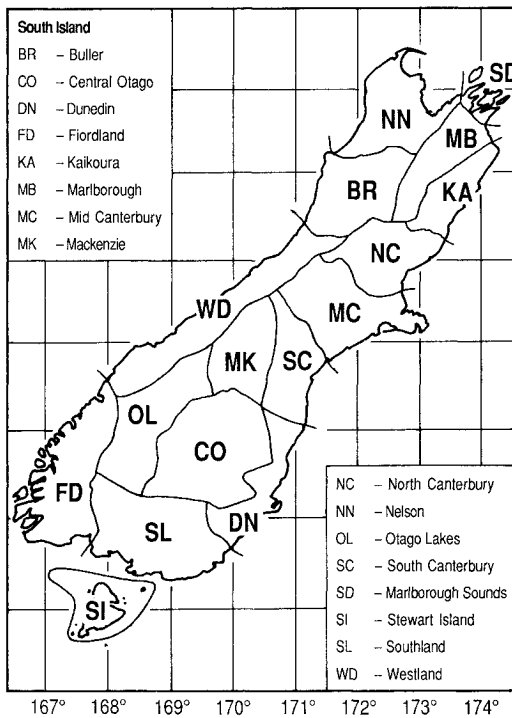 South Island
BR – Buller
CO – Central Otago
DN – Dunedin
FD – Fiordland
KA – Kaikoura
MB – Marlborough
MC – Mid Canterbury
MK – Mackenzie
SD
NN
MB
BR
KA
NC
WD
MC
MK
SC
OL
CO
FD
SL
DN
SI
NC – North Canterbury
NN – Nelson
OL – Otago Lakes
SC – South Canterbury
SD – Marlborough Sounds
SI – Stewart Island
SL – Southland
WD – Westland
167° 168° 169° 170° 171° 172° 173° 174°